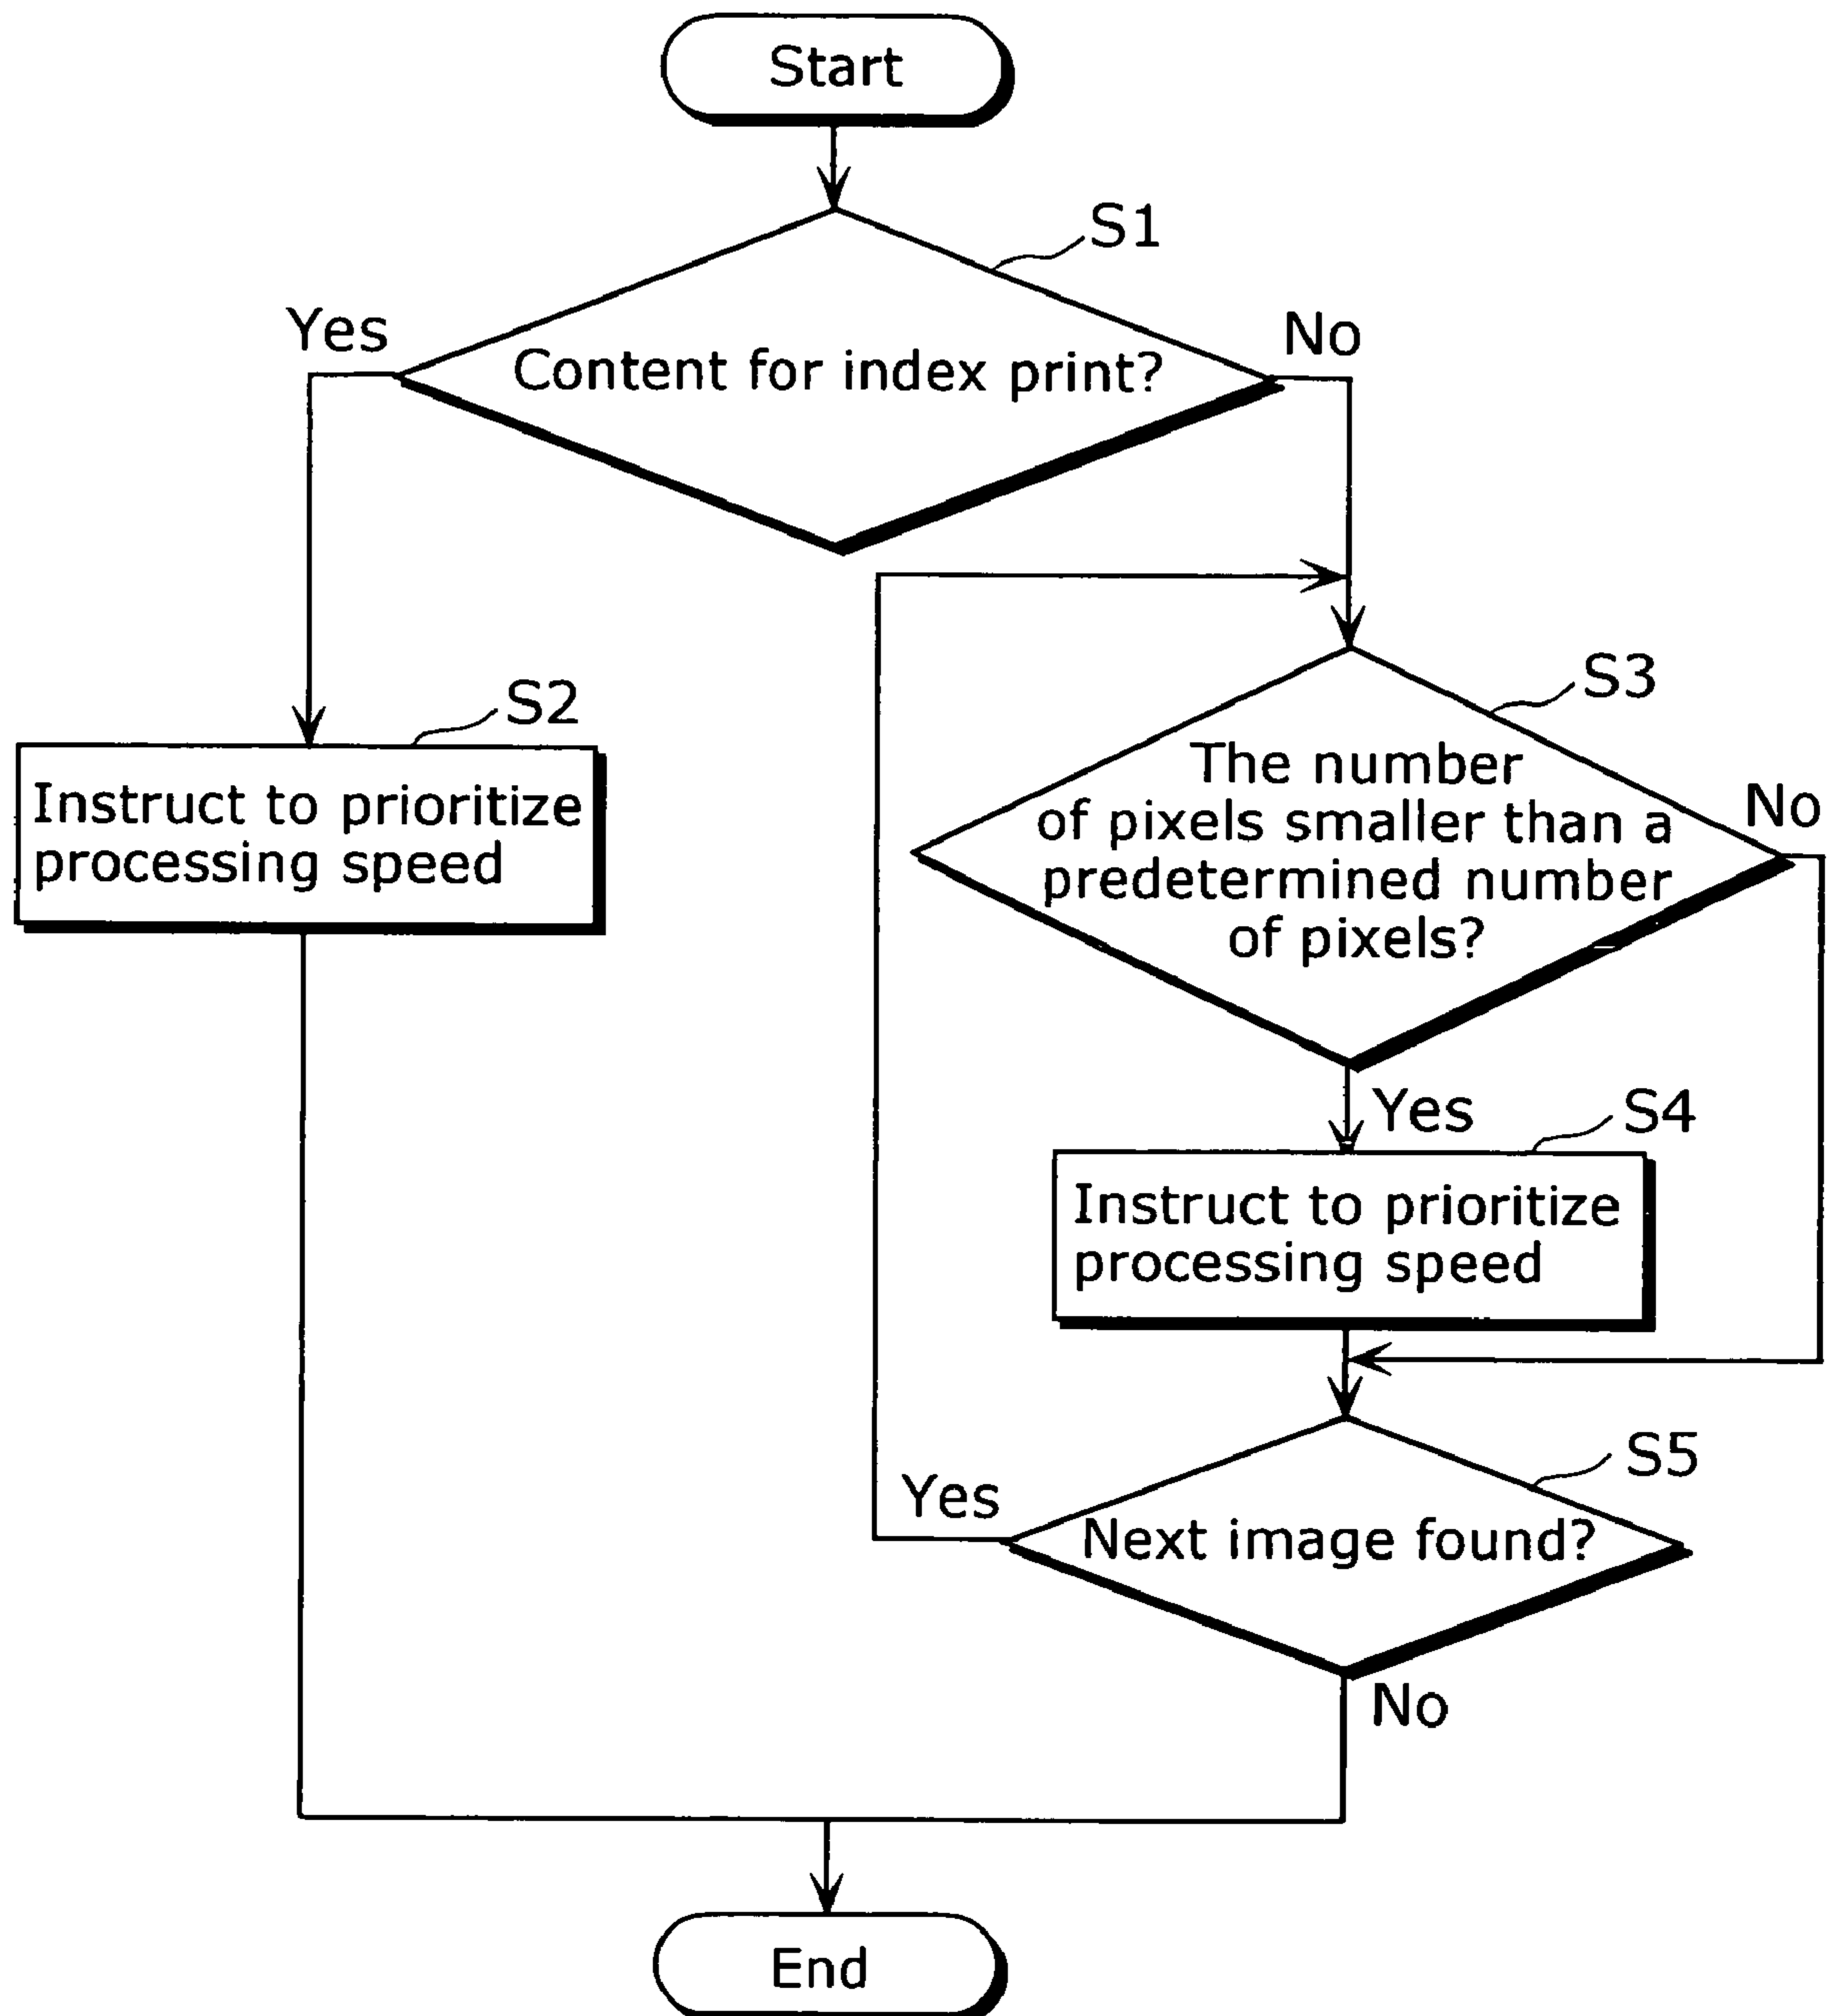 Start
S1
Yes
No
Content for index print?
S2
Instruct to prioritize
processing speed
S3
The number
of pixels smaller than a
predetermined number
of pixels?
No
Yes
S4
Instruct to prioritize
processing speed
S5
Yes
Next image found?
No
End